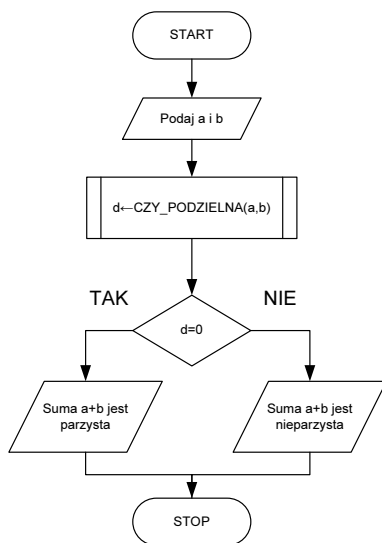 START
Podaj a i b
d←CZY_PODZIELNA(a,b)
TAK
NIE
d=0
Suma a+b jest
parzysta
Suma a+b jest
nieparzysta
STOP